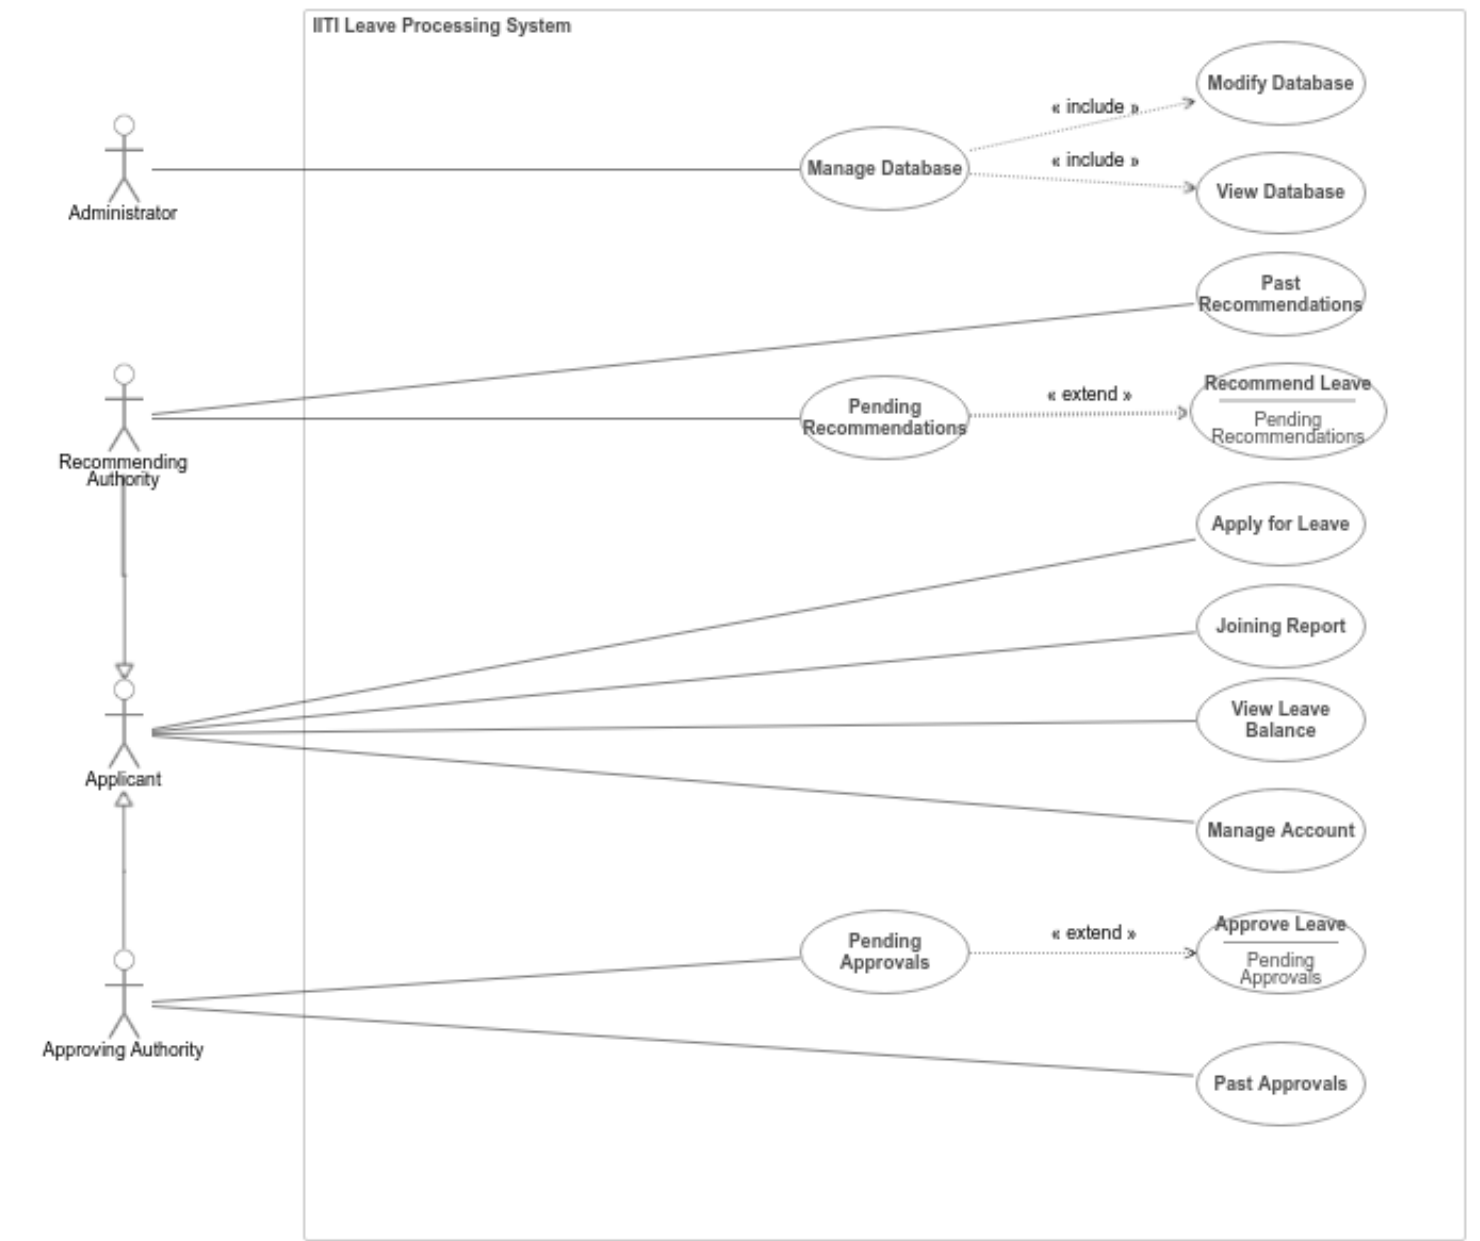 IITI Leave Processing System
Modify Database
« include »
Administrator
Manage Database
« include »
View Database
Past
Recommendations
Recommending
Authority
Pending
Recommendations
« extend »
Recommend Leave
Pending
Recommendations
Apply for Leave
Joining Report
View Leave
Balance
Applicant
Manage Account
Pending
Approvals
« extend »
Approve Leave
Pending
Approvals
Approving Authority
Past Approvals